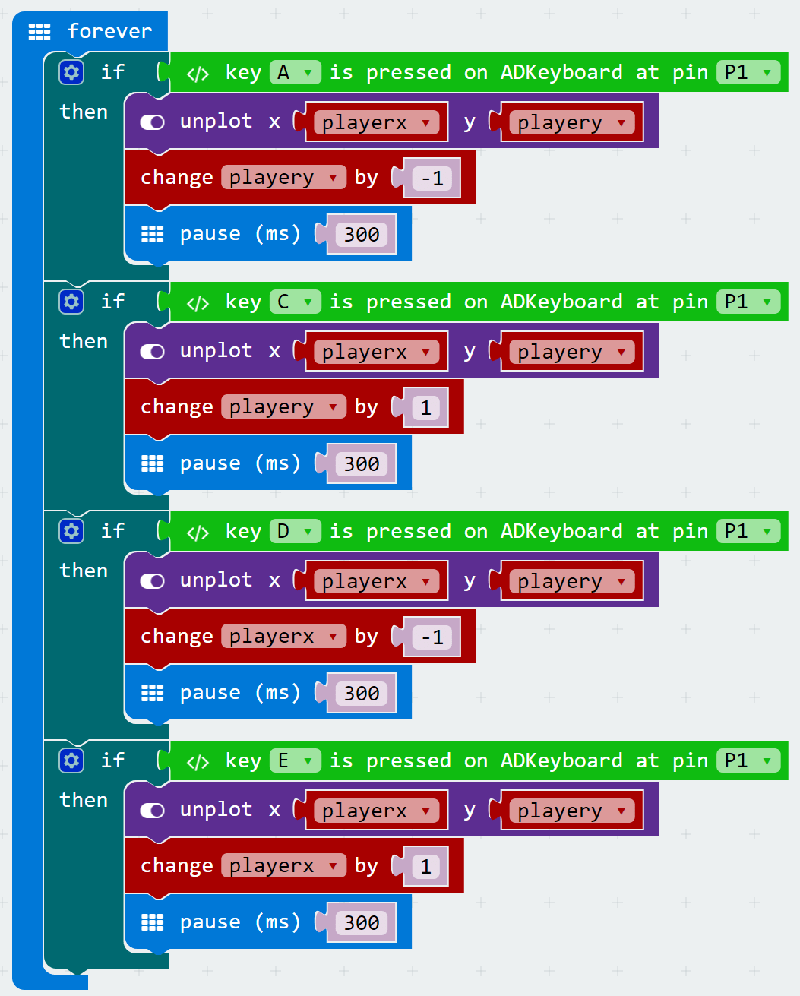 forever
if </> key A is pressed on ADKeyboard at pin P1
then
unplot x playerx y playery
change playery by -1
pause (ms) 300
if </> key C is pressed on ADKeyboard at pin P1
then
unplot x playerx y playery
change playery by 1
pause (ms) 300
if </> key D is pressed on ADKeyboard at pin P1
then
unplot x playerx y playery
change playerx by -1
pause (ms) 300
if </> key E is pressed on ADKeyboard at pin P1
then
unplot x playerx y playery
change playerx by 1
pause (ms) 300